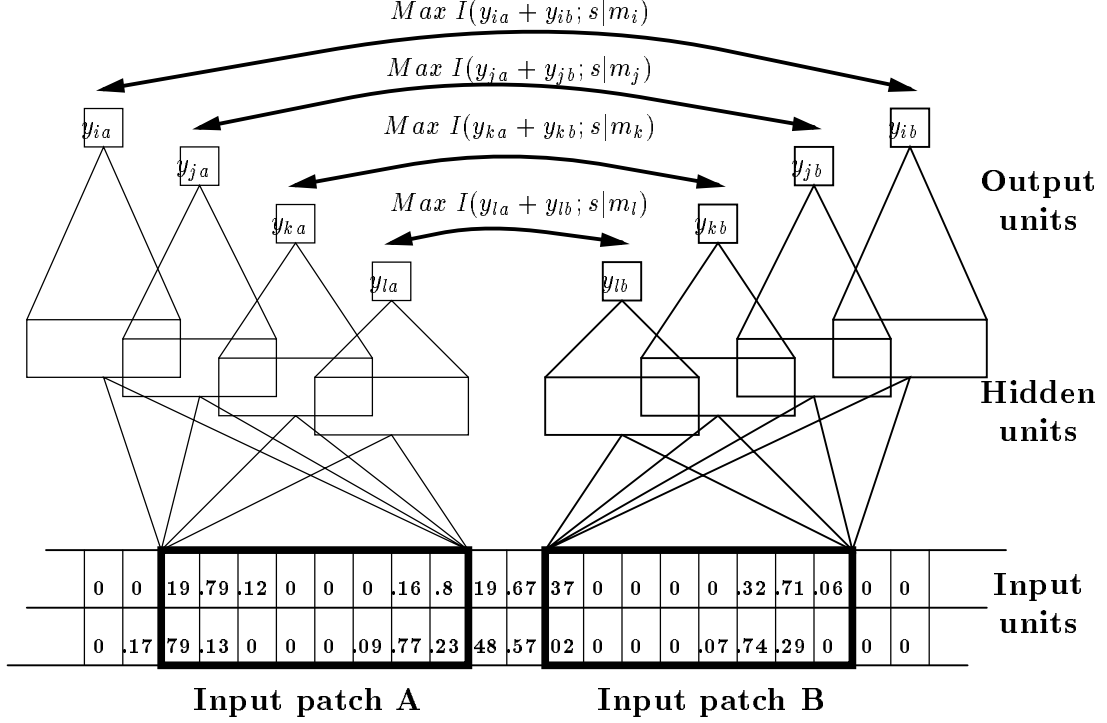 Max I(y_ia + y_ib; s|m_i)
Max I(y_ja + y_jb; s|m_j)
Max I(y_ka + y_kb; s|m_k)
Max I(y_la + y_lb; s|m_l)
y_ia y_ib
y_ja y_jb
y_ka y_kb
y_la y_lb
Output
units
Hidden
units
0 0 19 .79 .12 0 0 0 .16 .8 19 .67 37 0 0 0 0 .32 .71 .06 0 0
0 .17 79 .13 0 0 0 .09 .77 .23 48 .57 02 0 0 0 .07 .74 .29 0 0 0
Input
units
Input patch A Input patch B